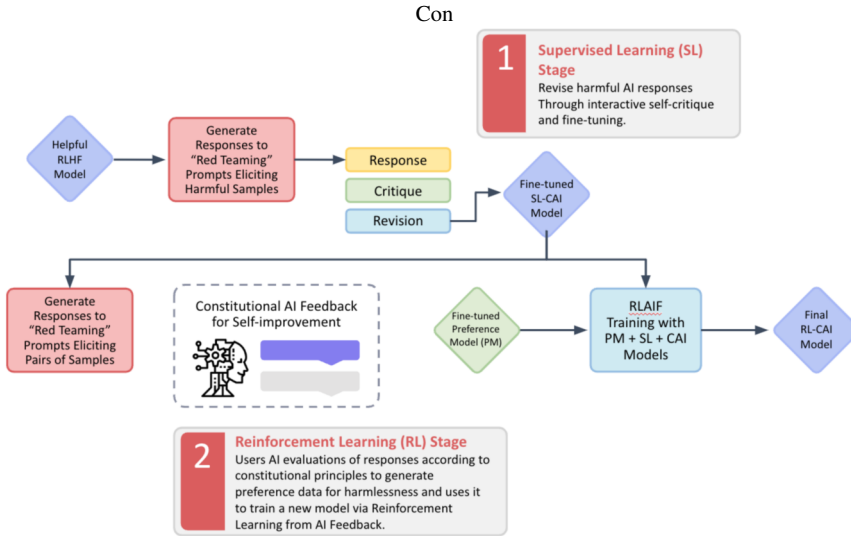 Con
1
Supervised Learning (SL)
Stage
Revise harmful AI responses
Through interactive self-critique
and fine-tuning.
Helpful
RLHF
Model
Generate
Responses to
“Red Teaming”
Prompts Eliciting
Harmful Samples
Response
Critique
Revision
Fine-tuned
SL-CAI
Model
Generate
Responses to
“Red Teaming”
Prompts Eliciting
Pairs of Samples
Constitutional AI Feedback
for Self-improvement
Fine-tuned
Preference
Model (PM)
RLAIF
Training with
PM + SL + CAI
Models
Final
RL-CAI
Model
2
Reinforcement Learning (RL) Stage
Users AI evaluations of responses according to
constitutional principles to generate
preference data for harmlessness and uses it
to train a new model via Reinforcement
Learning from AI Feedback.